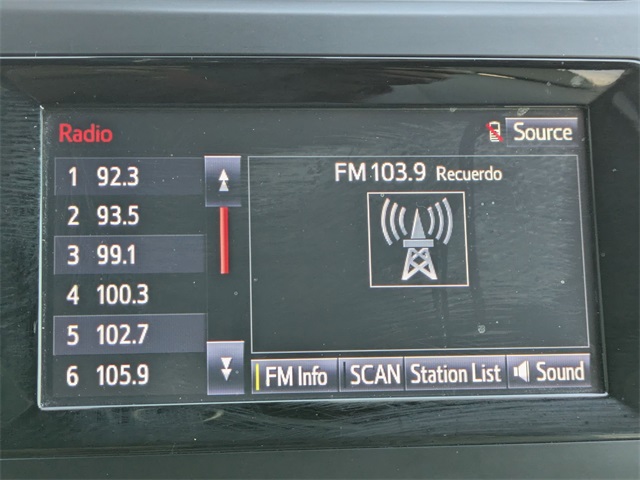 Radio
Source
1 92.3
2 93.5
3 99.1
4 100.3
5 102.7
6 105.9
FM 103.9 Recuerdo
FM Info
SCAN
Station List
Sound